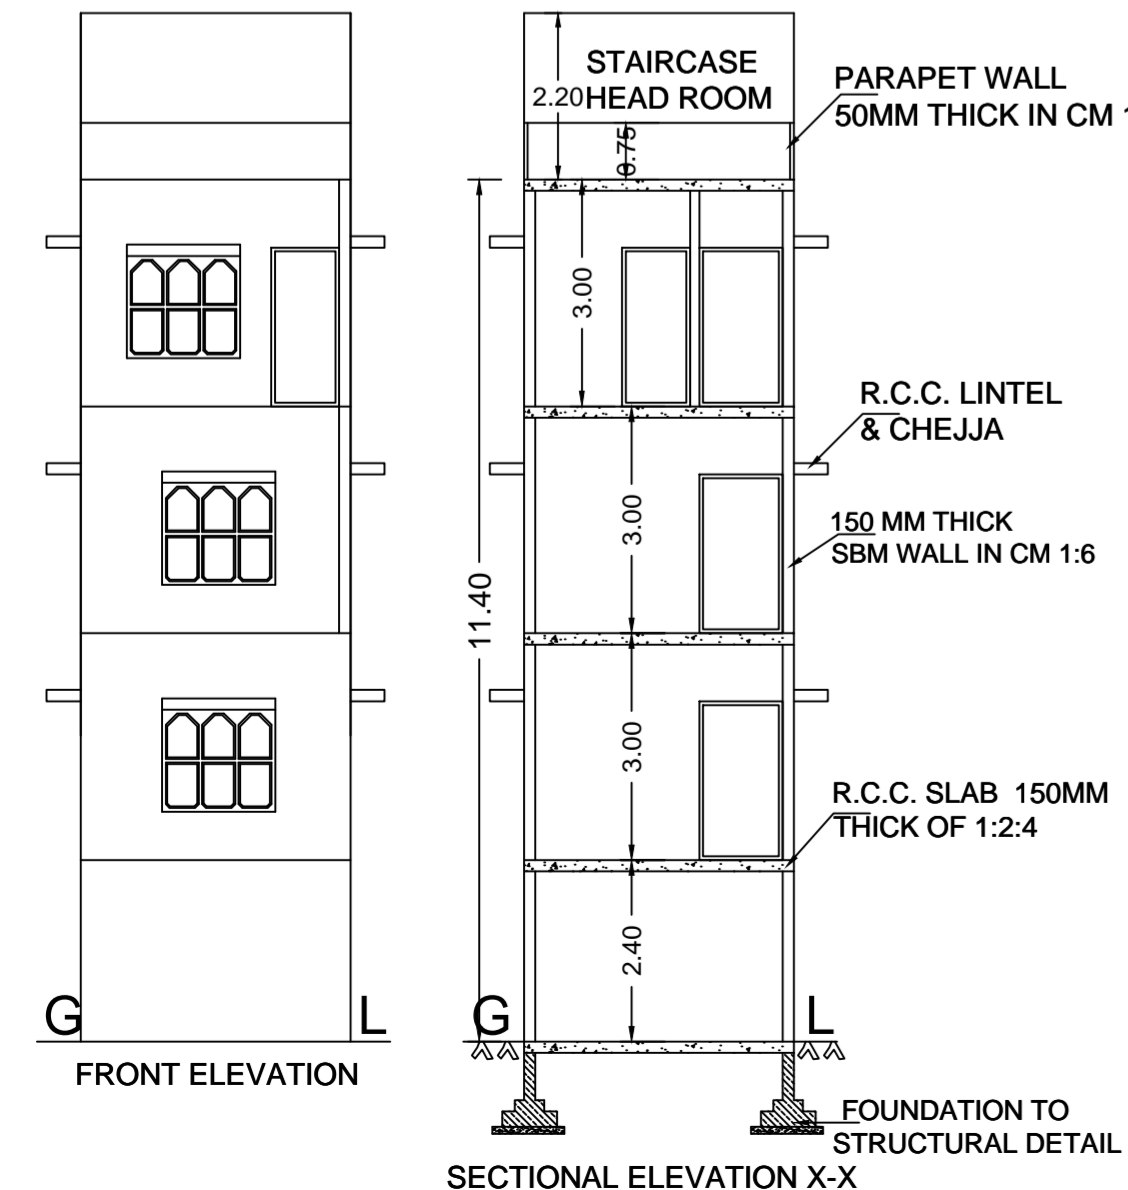 STAIRCASE
2.20 HEAD ROOM
PARAPET WALL
50MM THICK IN CM
0.75
3.00
R.C.C. LINTEL
& CHEJJA
3.00
150 MM THICK
SBM WALL IN CM 1:6
11.40
3.00
R.C.C. SLAB 150MM
THICK OF 1:2:4
2.40
G L
G L
FRONT ELEVATION
FOUNDATION TO
STRUCTURAL DETAIL
SECTIONAL ELEVATION X-X